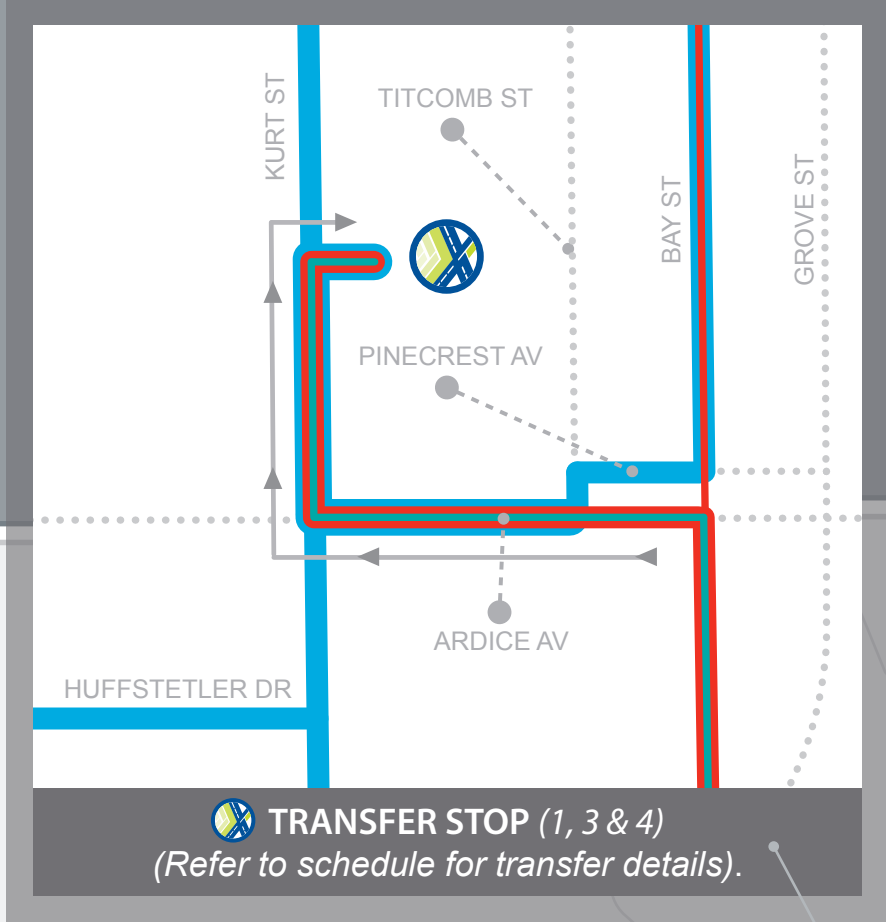 KURT ST
TITCOMB ST
BAY ST
GROVE ST
PINECREST AV
ARDICE AV
HUFFSTETLER DR
TRANSFER STOP (1, 3 & 4)
(Refer to schedule for transfer details).